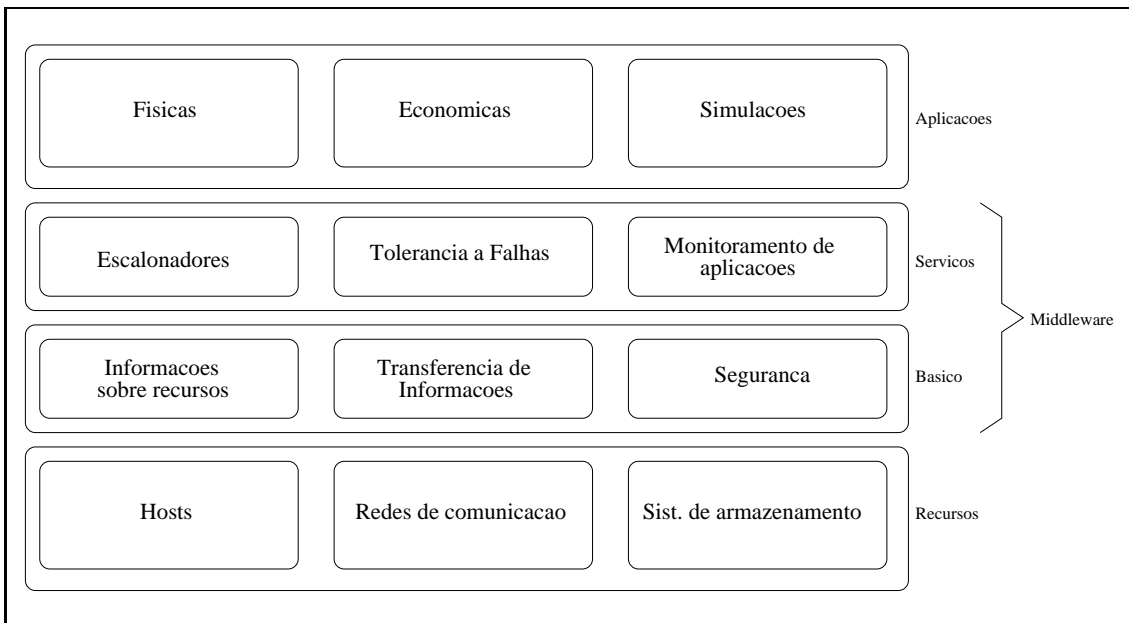 Fisicas
Economicas
Simulacoes
Aplicacoes
Escalonadores
Tolerancia a Falhas
Monitoramento de
aplicacoes
Servicos
Middleware
Informacões
sobre recursos
Transferencia de
Informacoes
Seguranca
Basico
Hosts
Redes de comunicacao
Sist. de armazenamento
Recursos